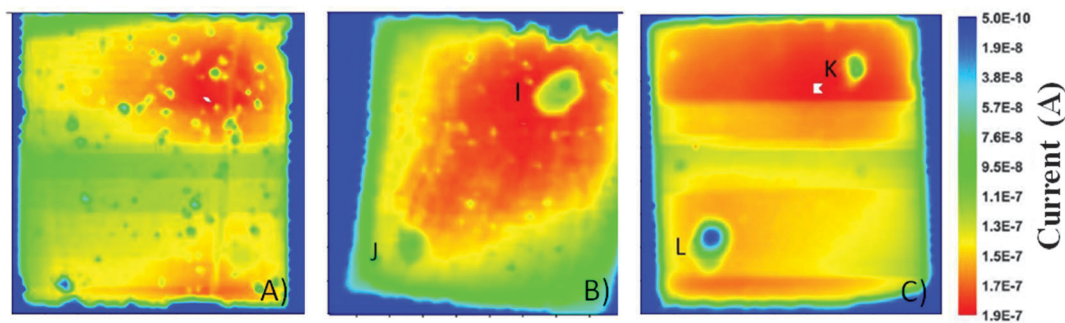 A)
I
J
B)
K
L
C)
5.0E-10
1.9E-8
3.8E-8
5.7E-8
7.6E-8
9.5E-8
1.1E-7
1.3E-7
1.5E-7
1.7E-7
1.9E-7
Current (A)